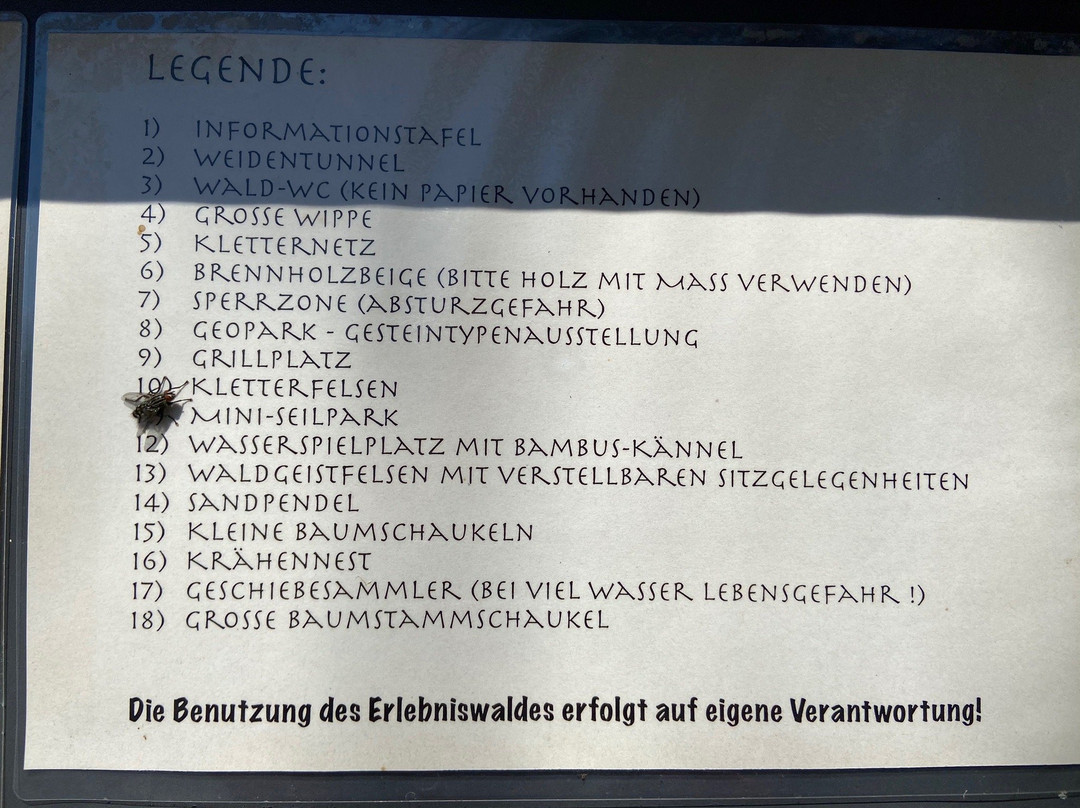 LEGENDE:
1) INFORMATIONSTAFEL
2) WEIDENTUNNEL
3) WALD-WC (KEIN PAPIER VORHANDEN)
4) GROSSE WIPPE
5) KLETTERNETZ
6) BRENNHOLZBEIGE (BITTE HOLZ MIT MASS VERWENDEN)
7) SPERRZONE (ABSTURZGEFAHR)
8) GEOPARK - GESTEINTYPENAUSSTELLUNG
9) GRILLPLATZ
10) KLETTERFELSEN
MINI-SEILPARK
12) WASSERSPIELPLATZ MIT BAMBUS-KÄNNEL
13) WALDGEISTFELSEN MIT VERSTELLBAREN SITZGELEGENHEITEN
14) SANDPENDEL
15) KLEINE BAUMSCHAUKELN
16) KRÄHENNEST
17) GESCHIEBESAMMLER (BEI VIEL WASSER LEBENSGEFAHR !)
18) GROSSE BAUMSTAMMSCHAUKEL
Die Benutzung des Erlebniswaldes erfolgt auf eigene Verantwortung!